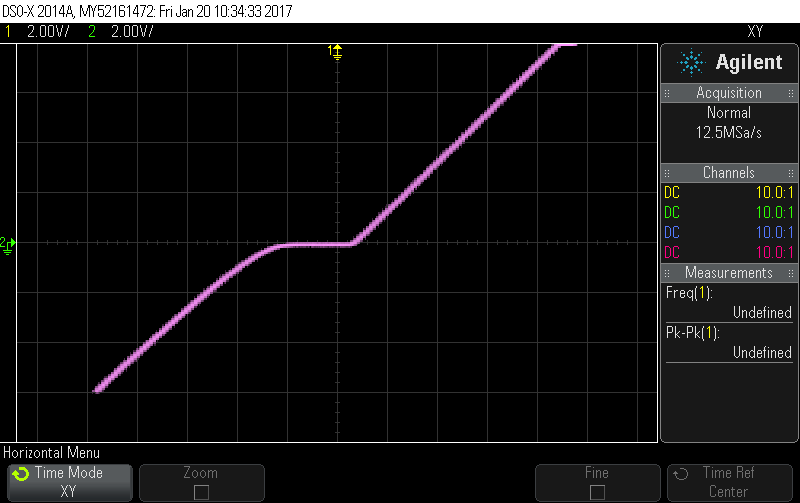 DSO-X 2014A, MY52161472: Fri Jan 20 10:34:33 2017
1 2.00V/ 2 2.00V/ XY
1
2
Agilent
Acquisition
Normal
12.5MSa/s
Channels
DC 10.0:1
DC 10.0:1
DC 10.0:1
DC 10.0:1
Measurements
Freq(1):
Undefined
Pk-Pk(1):
Undefined
Horizontal Menu
Time Mode
XY
Zoom
Fine
Time Ref
Center